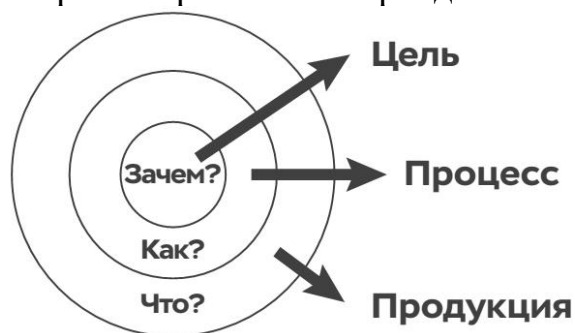 Цель
Зачем?
Процесс
Как?
Что?
Продукция